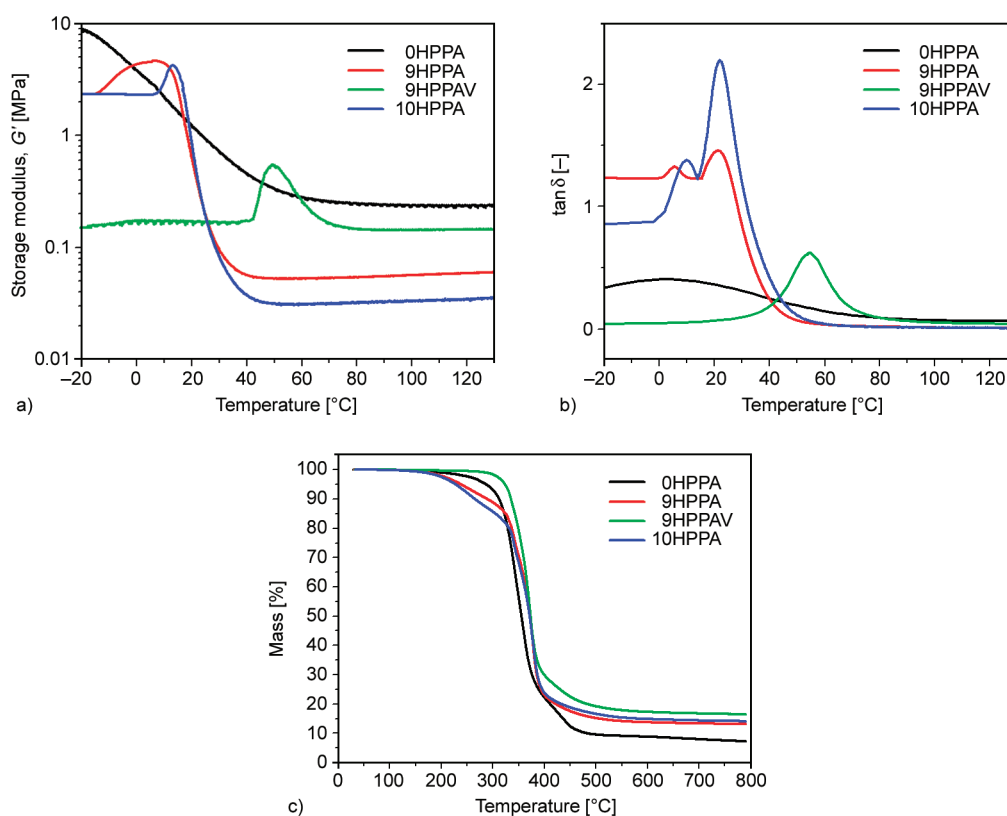 10
1
0.1
0.01
Storage modulus, G' [MPa]
0HPPA
9HPPA
9HPPAV
10HPPA
–20 0 20 40 60 80 100 120
Temperature [°C]
a)
2
1
0
tan δ [–]
0HPPA
9HPPA
9HPPAV
10HPPA
–20 0 20 40 60 80 100 120
Temperature [°C]
b)
100
90
80
70
60
50
40
30
20
10
0
Mass [%]
0HPPA
9HPPA
9HPPAV
10HPPA
0 100 200 300 400 500 600 700 800
Temperature [°C]
c)